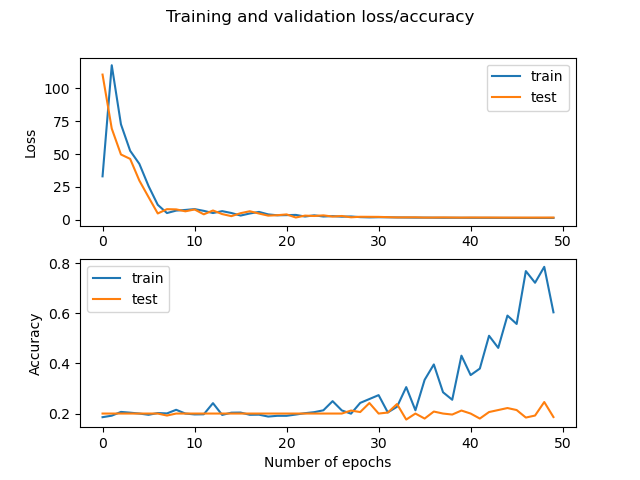 Training and validation loss/accuracy
Loss
100
75
50
25
0
train
test
0 10 20 30 40 50
Accuracy
0.8
0.6
0.4
0.2
train
test
0 10 20 30 40 50
Number of epochs